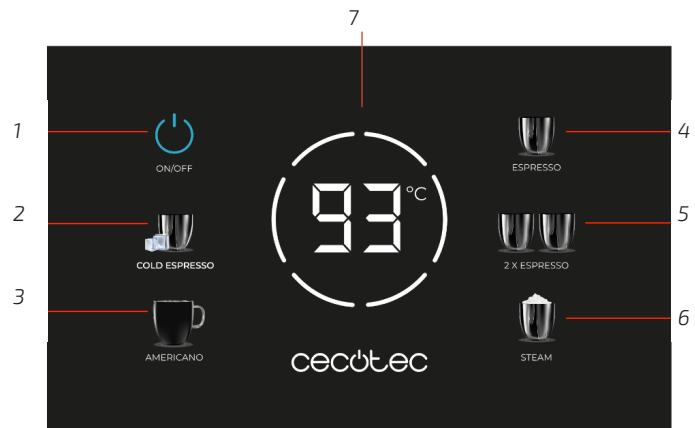 7
1
ON/OFF
2
COLD ESPRESSO
3
AMERICANO
93°C
cecotec
4
ESPRESSO
5
2 X ESPRESSO
6
STEAM